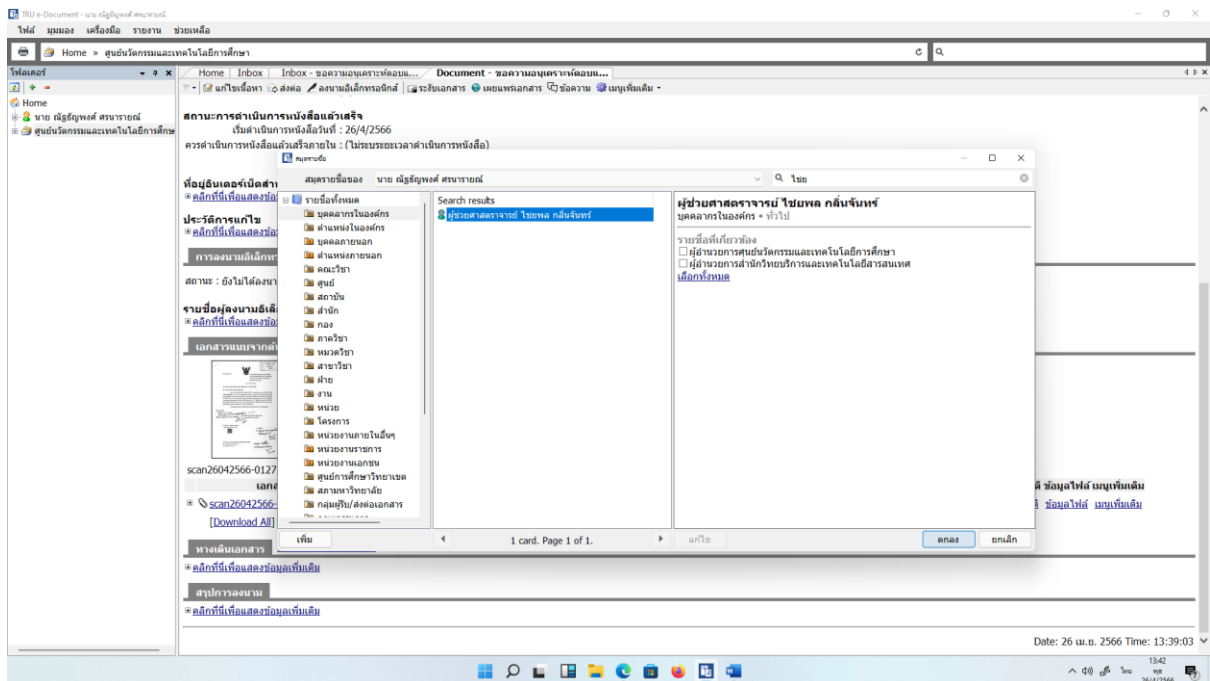 TRU e-Document - นาย ณัฐธัญพงศ์ ศรนารายณ์
ไฟล์ มุมมอง เครื่องมือ รายงาน ช่วยเหลือ
Home » ศูนย์นวัตกรรมและเทคโนโลยีการศึกษา
โฟลเดอร์
Home Inbox Inbox - ขอความอนุเคราะห์ตอบแ... Document - ขอความอนุเคราะห์ตอบแ...
แก้ไขเนื้อหา ส่งต่อ ลงนามอิเล็กทรอนิกส์ ระงับเอกสาร เผยแพร่เอกสาร ข้อความ เมนูเพิ่มเติม
Home
นาย ณัฐธัญพงศ์ ศรนารายณ์
ศูนย์นวัตกรรมและเทคโนโลยีการศึกษ
สถานะการดำเนินการหนังสือแล้วเสร็จ
เริ่มดำเนินการหนังสือวันที่ : 26/4/2566
ควรดำเนินการหนังสือแล้วเสร็จภายใน : (ไม่ระบุระยะเวลาดำเนินการหนังสือ)
ที่อยู่อินเตอร์เน็ตสำ
คลิกที่นี่เพื่อแสดงข้อ
ประวัติการแก้ไข
คลิกที่นี่เพื่อแสดงข้อ
การลงนามอิเล็กท
สถานะ : ยังไม่ได้ลงนา
รายชื่อผู้ลงนามอิเล็
คลิกที่นี่เพื่อแสดงข้อ
เอกสารแนบจากต้
scan26042566-0127
เอกส
scan26042566-
[Download All]
ทางเดินเอกสาร
คลิกที่นี่เพื่อแสดงข้อมูลเพิ่มเติม
สรุปการลงนาม
คลิกที่นี่เพื่อแสดงข้อมูลเพิ่มเติม
สมุดรายชื่อ
สมุดรายชื่อของ นาย ณัฐธัญพงศ์ ศรนารายณ์ ไชย
รายชื่อทั้งหมด
บุคลากรในองค์กร
ตำแหน่งในองค์กร
บุคคลภายนอก
ตำแหน่งภายนอก
คณะวิชา
ศูนย์
สถาบัน
สำนัก
กอง
ภาควิชา
หมวดวิชา
สาขาวิชา
ฝ่าย
งาน
หน่วย
โครงการ
หน่วยงานภายในอื่นๆ
หน่วยงานราชการ
หน่วยงานเอกชน
ศูนย์การศึกษาวิทยาเขต
สภามหาวิทยาลัย
กลุ่มผู้รับ/ส่งต่อเอกสาร
Search results
ผู้ช่วยศาสตราจารย์ ไชยพล กลิ่นจันทร์
ผู้ช่วยศาสตราจารย์ ไชยพล กลิ่นจันทร์
บุคลากรในองค์กร • ทั่วไป
รายชื่อที่เกี่ยวข้อง
ผู้อำนวยการศูนย์นวัตกรรมและเทคโนโลยีการศึกษา
ผู้อำนวยการสำนักวิทยบริการและเทคโนโลยีสารสนเทศ
เลือกทั้งหมด
เพิ่ม 1 card. Page 1 of 1. แก้ไข ตกลง ยกเลิก
ติ ข้อมูลไฟล์ เมนูเพิ่มเติม
ข้อมูลไฟล์ เมนูเพิ่มเติม
Date: 26 เม.ย. 2566 Time: 13:39:03
ไทย
13:42
พุธ
26/4/2566